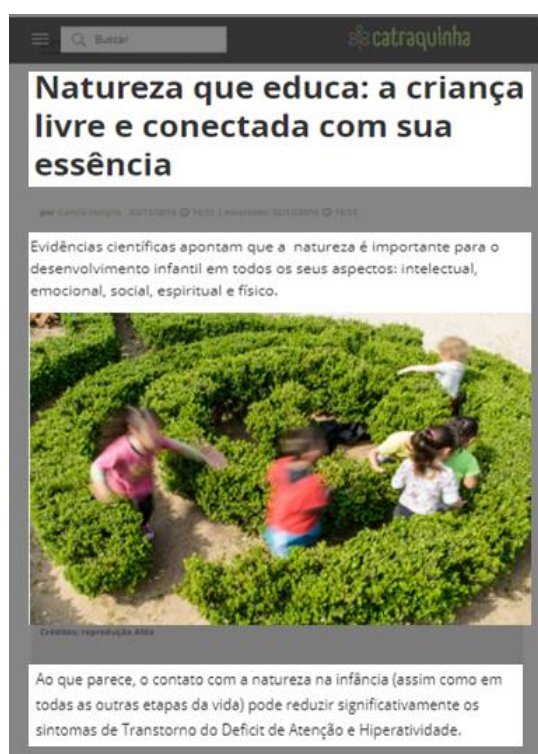 Buscar
catraquinha
Natureza que educa: a criança
livre e conectada com sua
essência
Evidências científicas apontam que a  natureza é importante para o
desenvolvimento infantil em todos os seus aspectos: intelectual,
emocional, social, espiritual e físico.
Créditos: reprodução Alda
Ao que parece, o contato com a natureza na infância (assim como em
todas as outras etapas da vida) pode reduzir significativamente os
sintomas de Transtorno do Deficit de Atenção e Hiperatividade.